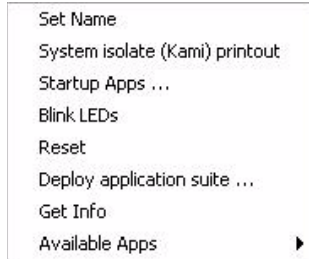 Set Name
System isolate (Kami) printout
Startup Apps ...
Blink LEDs
Reset
Deploy application suite ...
Get Info
Available Apps